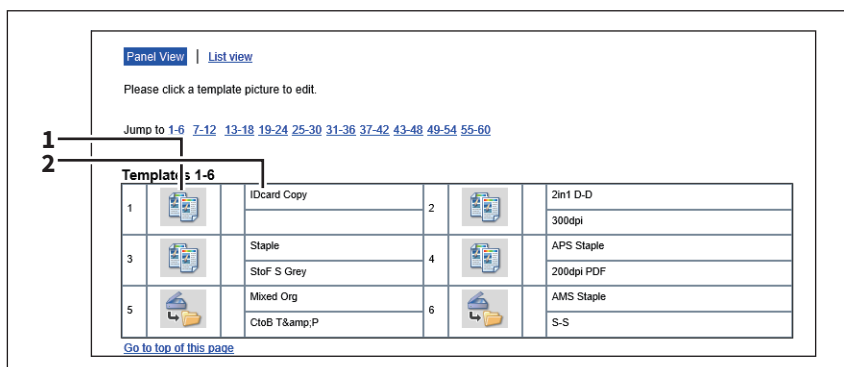 Panel View | List view
Please click a template picture to edit.
Jump to 1-6 7-12 13-18 19-24 25-30 31-36 37-42 43-48 49-54 55-60
1
2
Templates 1-6
1 IDcard Copy 2 2in1 D-D
300dpi
3 Staple 4 APS Staple
StoF S Grey 200dpi PDF
5 Mixed Org 6 AMS Staple
CtoB T&amp;P S-S
Go to top of this page